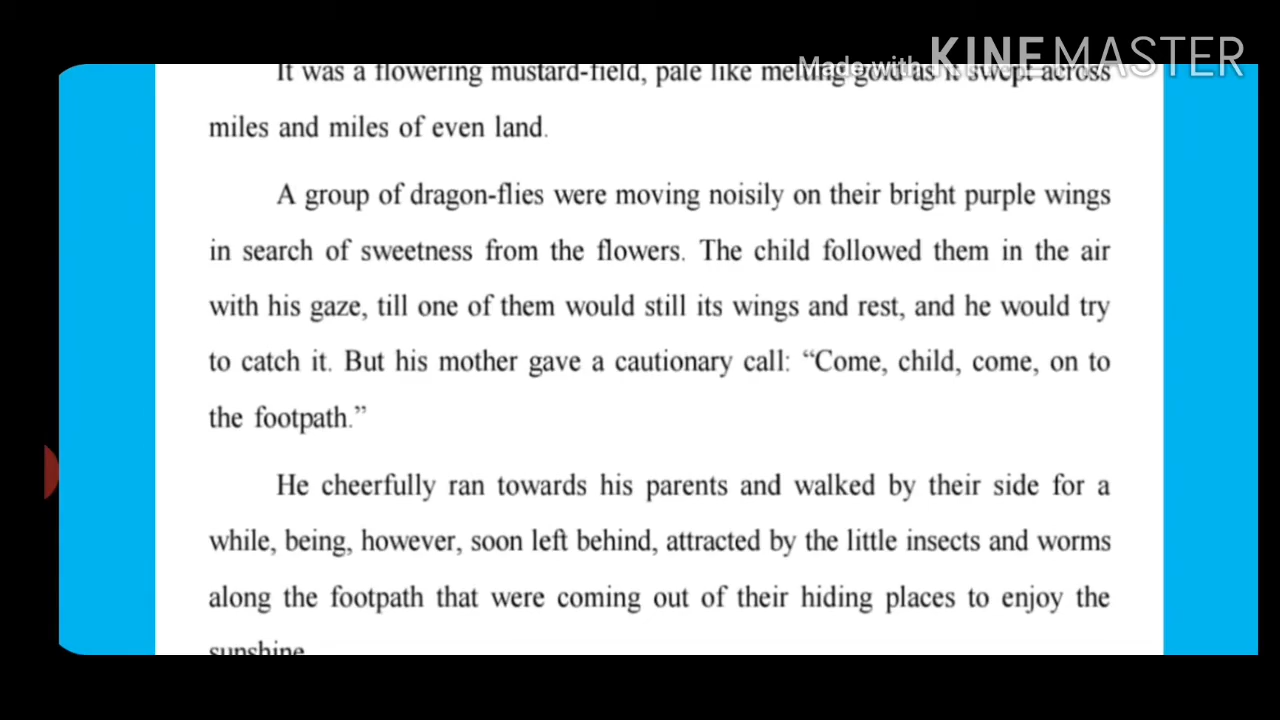 Made with KINEMASTER
It was a flowering mustard-field, pale like melting gold as it swept across
miles and miles of even land.
A group of dragon-flies were moving noisily on their bright purple wings
in search of sweetness from the flowers. The child followed them in the air
with his gaze, till one of them would still its wings and rest, and he would try
to catch it. But his mother gave a cautionary call: “Come, child, come, on to
the footpath.”
He cheerfully ran towards his parents and walked by their side for a
while, being, however, soon left behind, attracted by the little insects and worms
along the footpath that were coming out of their hiding places to enjoy the
sunshine.